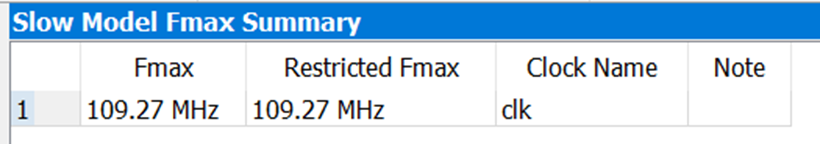 Slow Model Fmax Summary
Fmax Restricted Fmax Clock Name Note
1 109.27 MHz 109.27 MHz clk